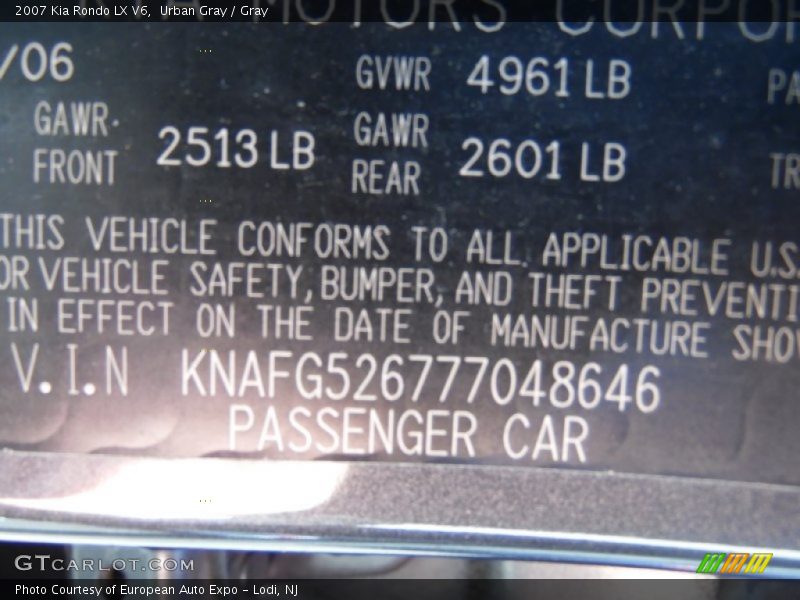 2007 Kia Rondo LX V6, Urban Gray / Gray
MOTORS CORPOR
/06 GVWR 4961 LB PA
GAWR FRONT 2513 LB GAWR REAR 2601 LB TR
THIS VEHICLE CONFORMS TO ALL APPLICABLE U.S.
OR VEHICLE SAFETY, BUMPER, AND THEFT PREVENTI
IN EFFECT ON THE DATE OF MANUFACTURE SHO
V.I.N KNAFG526777048646
PASSENGER CAR
GTCARLOT.COM
Photo Courtesy of European Auto Expo - Lodi, NJ